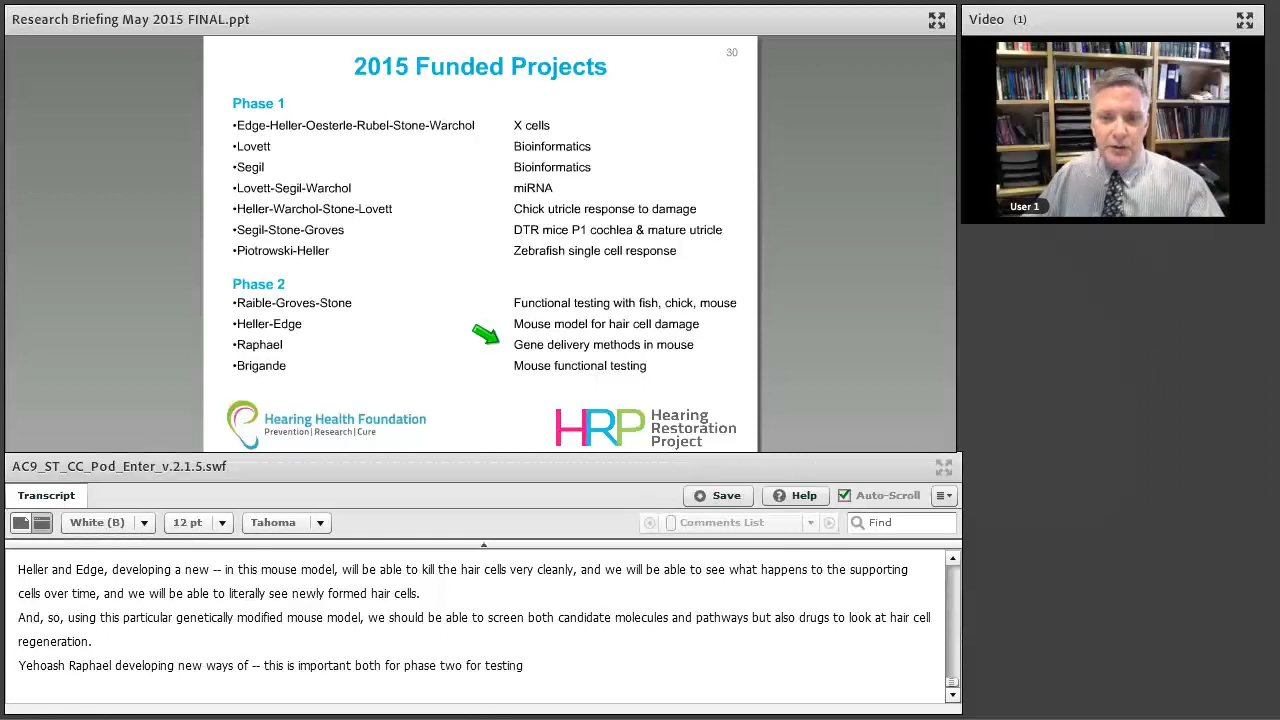 Research Briefing May 2015 FINAL.ppt
Video (1)
30
2015 Funded Projects
Phase 1
•Edge-Heller-Oesterle-Rubel-Stone-Warchol X cells
•Lovett Bioinformatics
•Segil Bioinformatics
•Lovett-Segil-Warchol miRNA
•Heller-Warchol-Stone-Lovett Chick utricle response to damage
•Segil-Stone-Groves DTR mice P1 cochlea & mature utricle
•Piotrowski-Heller Zebrafish single cell response
Phase 2
•Raible-Groves-Stone Functional testing with fish, chick, mouse
•Heller-Edge Mouse model for hair cell damage
•Raphael Gene delivery methods in mouse
•Brigande Mouse functional testing
Hearing Health Foundation
Prevention|Research|Cure
HRP Hearing
Restoration
Project
User 1
AC9_ST_CC_Pod_Enter_v.2.1.5.swf
Transcript Save Help Auto-Scroll
White (B) 12 pt Tahoma Comments List Find
Heller and Edge, developing a new -- in the mouse model, will be able to kill the hair cells very cleanly, and we will be able to see what happens to the supporting
cells over time, and we will be able to literally see newly formed hair cells.
And, so, using this particular genetically modified mouse model, we should be able to screen both candidate molecules and pathways but also drugs to look at hair cell
regeneration.
Yehoash Raphael developing new ways of -- this is important both for phase two for testing